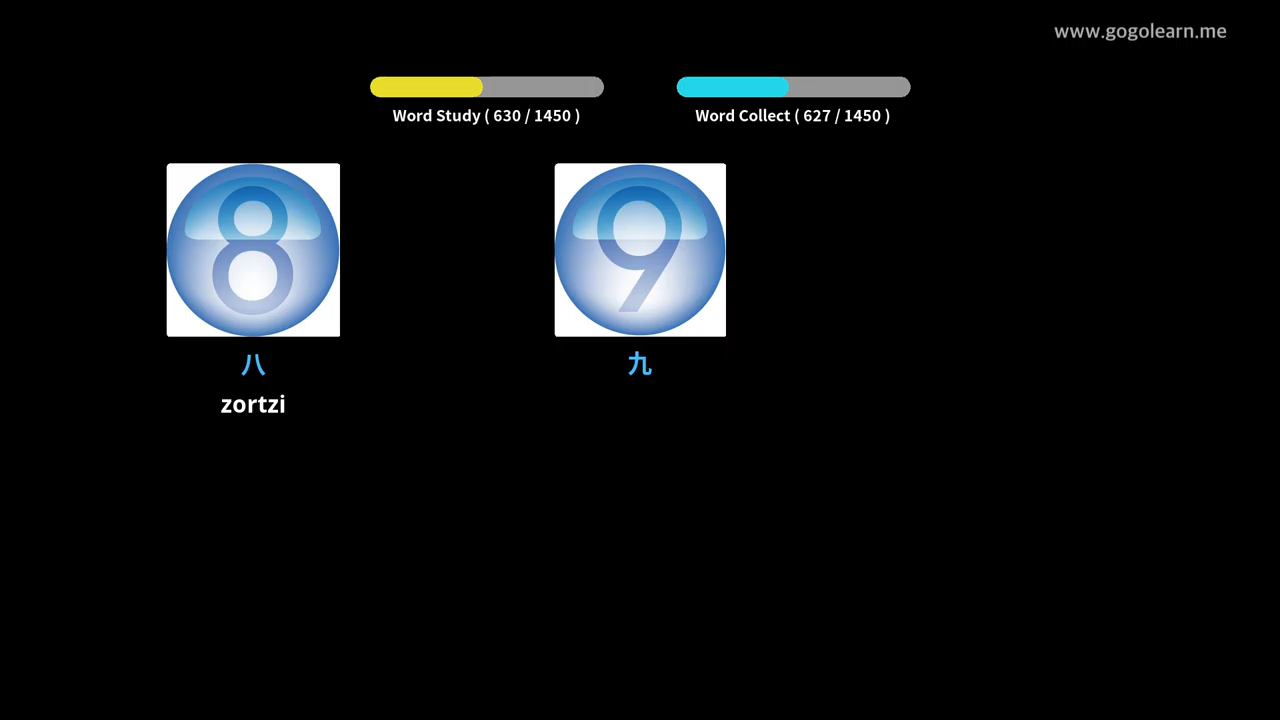 www.gogolearn.me
Word Study ( 630 / 1450 )
Word Collect ( 627 / 1450 )
8
9
八
九
zortzi